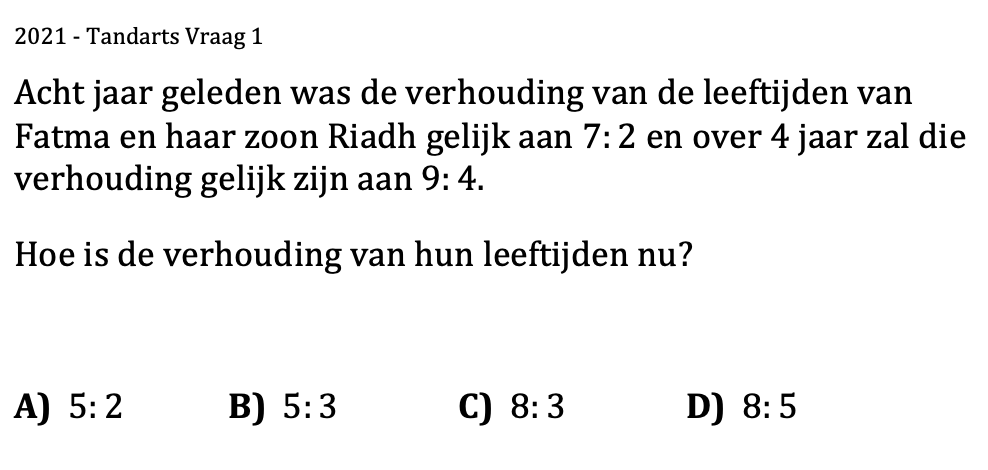 2021 - Tandarts Vraag 1
Acht jaar geleden was de verhouding van de leeftijden van
Fatma en haar zoon Riadh gelijk aan 7: 2 en over 4 jaar zal die
verhouding gelijk zijn aan 9: 4.
Hoe is de verhouding van hun leeftijden nu?
A) 5: 2 B) 5: 3 C) 8: 3 D) 8: 5